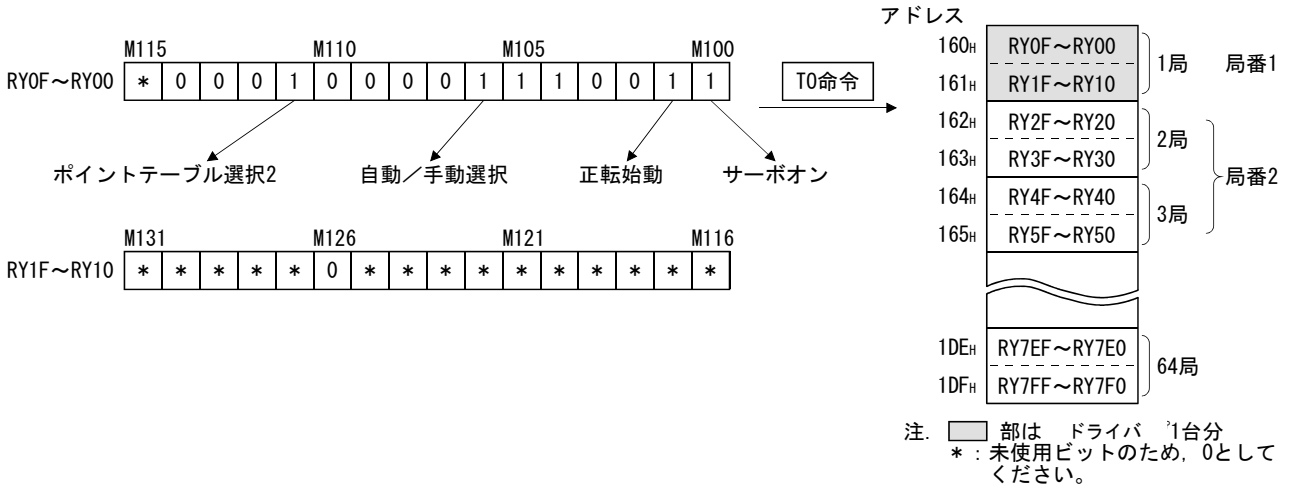 M115 M110 M105 M100
RY0F～RY00 * 0 0 0 1 0 0 0 0 1 1 1 0 0 1 1
ポイントテーブル選択2 自動／手動選択 正転始動 サーボオン
M131 M126 M121 M116
RY1F～RY10 * * * * * 0 * * * * * * * * * *
TO命令
アドレス
160H RY0F～RY00
161H RY1F～RY10
1局 局番1
162H RY2F～RY20
163H RY3F～RY30
2局
164H RY4F～RY40
165H RY5F～RY50
3局
局番2
1DEH RY7EF～RY7E0
1DFH RY7FF～RY7F0
64局
注. 部は ドライバ 1台分
*：未使用ビットのため，0として
ください。